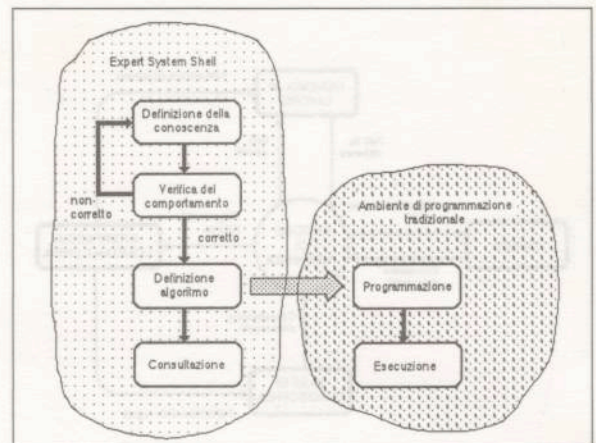 Expert System Shell
Definizione della
conoscenza
Verifica del
comportamento
non-
corretto
corretto
Definizione
algoritmo
Consultazione
Ambiente di programmazione
tradizionale
Programmazione
Esecuzione